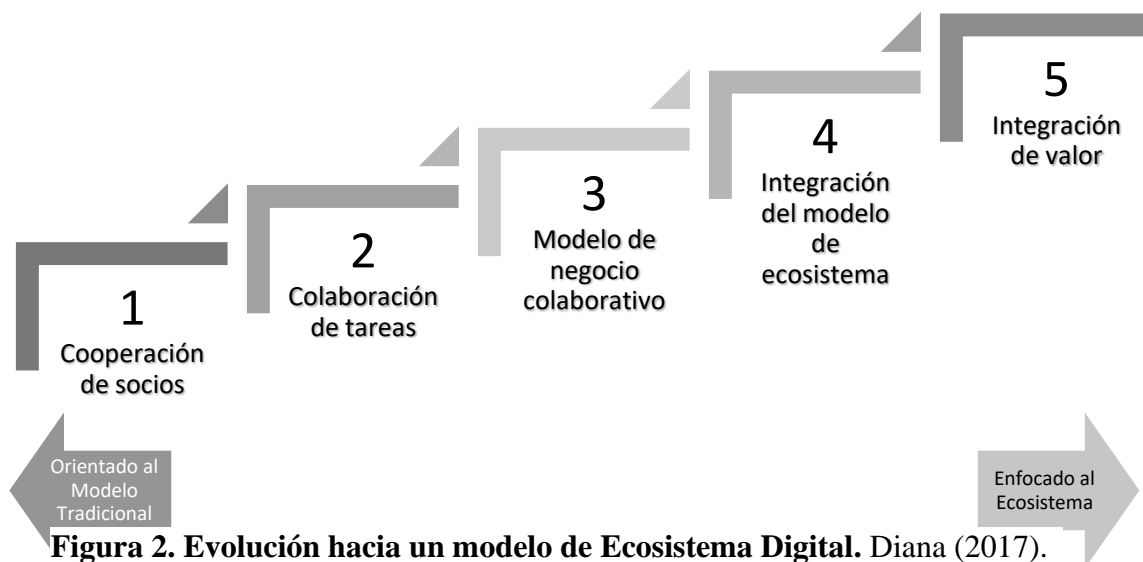 1
Cooperación
de socios
2
Colaboración
de tareas
3
Modelo de
negocio
colaborativo
4
Integración
del modelo
de
ecosistema
5
Integración
de valor
Orientado al
Modelo
Tradicional
Enfocado al
Ecosistema
Figura 2. Evolución hacia un modelo de Ecosistema Digital. Diana (2017).